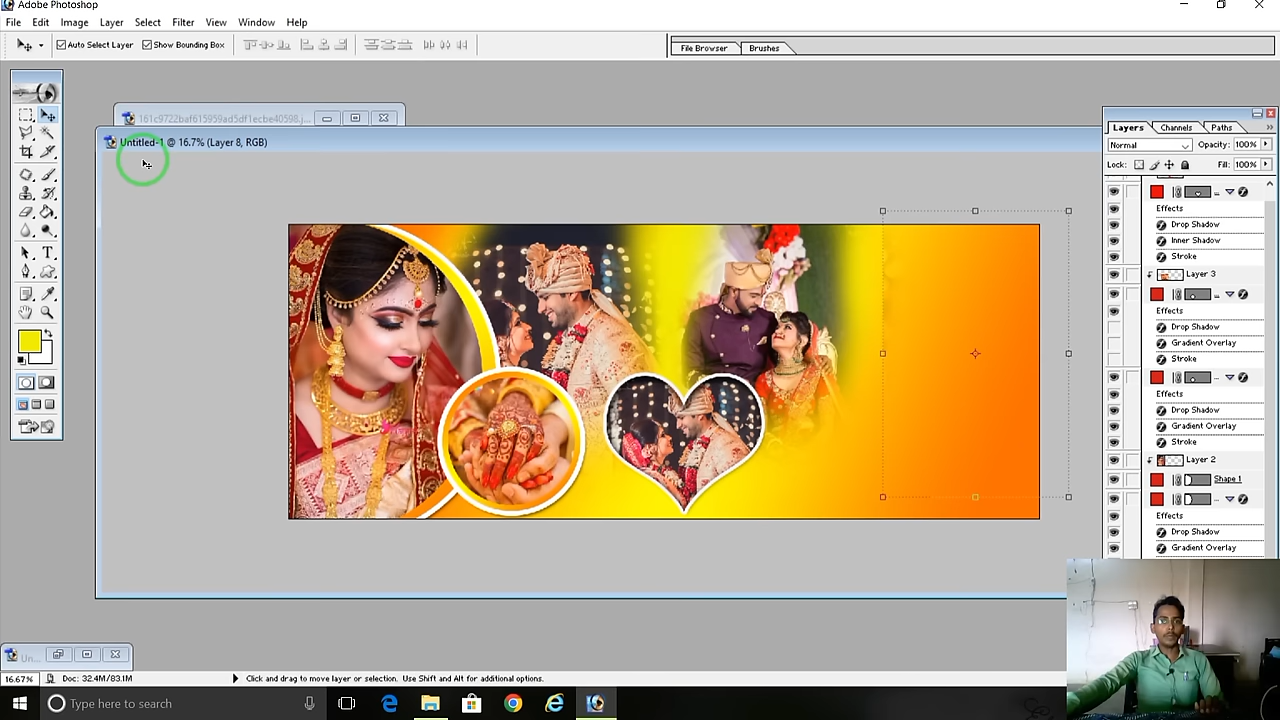 Adobe Photoshop
File Edit Image Layer Select Filter View Window Help
Auto Select Layer Show Bounding Box File Browser Brushes
161c9722baf615959ad5df1ecbe40598.j...
Untitled-1 @ 16.7% (Layer 8, RGB)
Layers Channels Paths
Normal Opacity: 100%
Lock: Fill: 100%
Effects
Drop Shadow
Inner Shadow
Stroke
Layer 3
...
Effects
Drop Shadow
Gradient Overlay
Stroke
...
Effects
Drop Shadow
Gradient Overlay
Stroke
Layer 2
Shape 1
...
Effects
Drop Shadow
Gradient Overlay
Un...
16.67% Doc: 32.4M/83.1M Click and drag to move layer or selection. Use Shift and Alt for additional options.
Type here to search